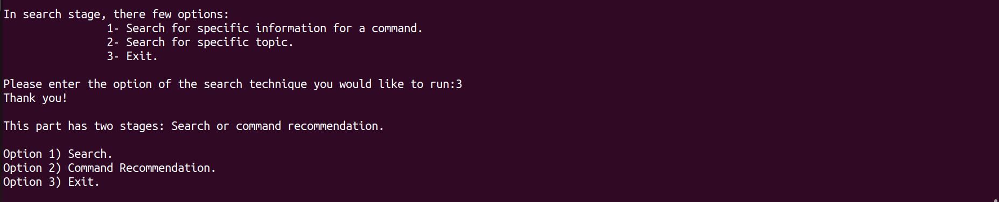 In search stage, there few options:
1- Search for specific information for a command.
2- Search for specific topic.
3- Exit.
Please enter the option of the search technique you would like to run:3
Thank you!
This part has two stages: Search or command recommendation.
Option 1) Search.
Option 2) Command Recommendation.
Option 3) Exit.